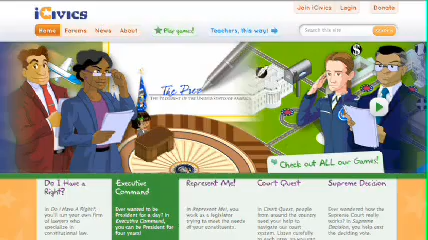 Join iCivics Login Donate
iCivics
Home Forums News About Play games! Teachers, this way! Search this site
The Pres
THE PRESIDENT OF THE UNITED STATES OF AMERICA
Check out ALL our Games!
Do I Have a Right?
Executive Command
Represent Me!
Court Quest
Supreme Decision
In Do I Have a Right?, you'll run your own firm of lawyers who specialize in constitutional law.
Ever wanted to be President for a day? In Executive Command, you can be President for four years!
In Represent Me!, you work as a legislator trying to meet the needs of your constituents.
In Court Quest, people from around the country need your help to navigate our court system. Listen carefully
Ever wondered how the Supreme Court really works? In Supreme Decision, you help cast the deciding vote.